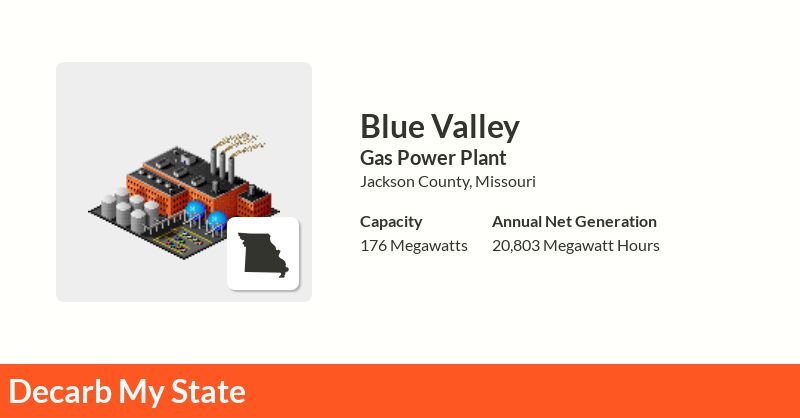 Blue Valley
Gas Power Plant
Jackson County, Missouri
Capacity
176 Megawatts
Annual Net Generation
20,803 Megawatt Hours
Decarb My State